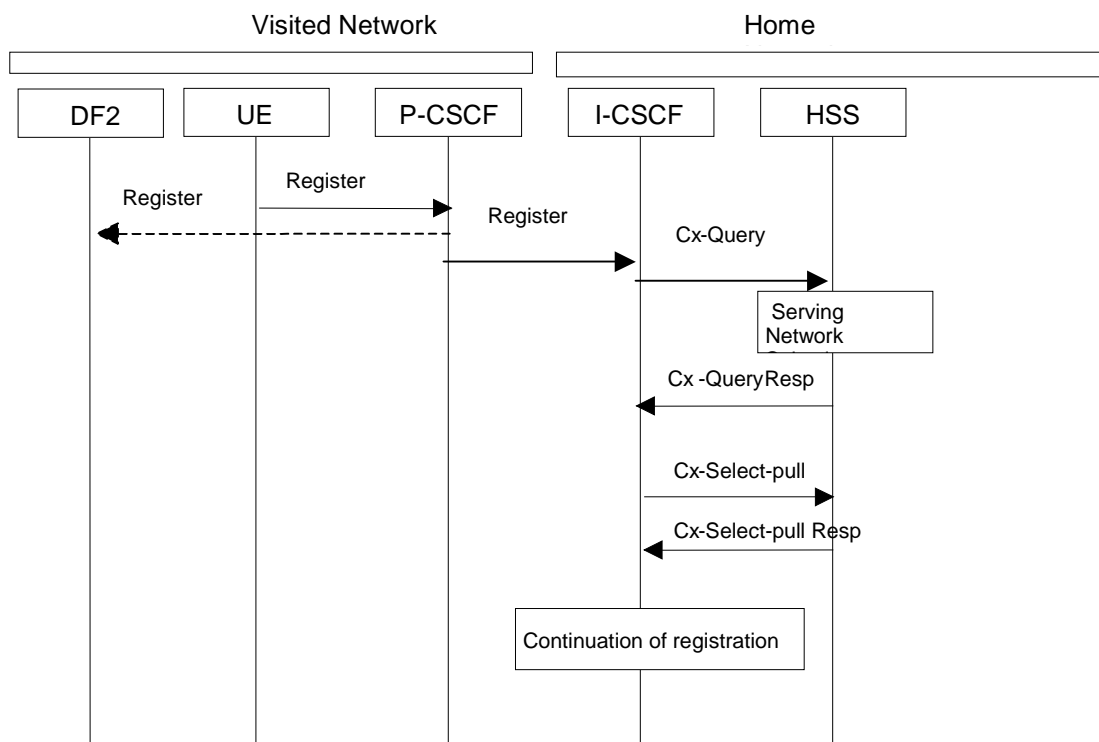 Visited Network
Home
DF2
UE
P-CSCF
I-CSCF
HSS
Register
Register
Register
Cx-Query
Serving
Network
Cx -QueryResp
Cx-Select-pull
Cx-Select-pull Resp
Continuation of registration